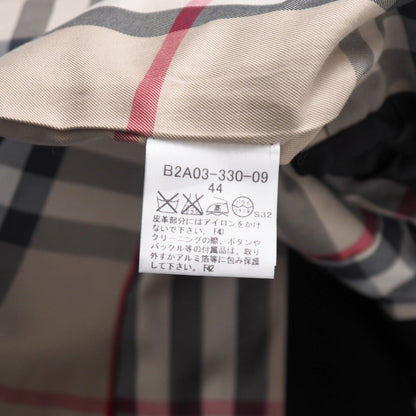 B2A03-330-09
44
S32
皮革部分にはアイロンをかけ
ないで下さい。F40
クリーニングの際、ボタンや
バックル等の付属品は、取り
外すかアルミ箔等に包み保護
して下さい。F42